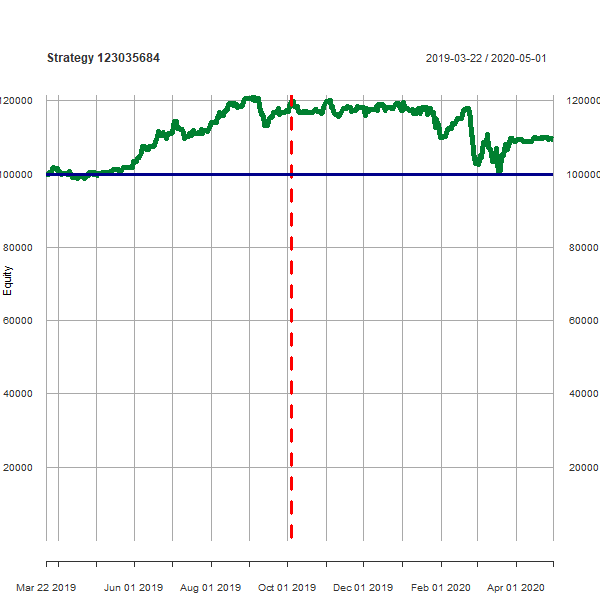 Strategy 123035684
2019-03-22 / 2020-05-01
120000
120000
100000
100000
80000
80000
60000
60000
40000
40000
20000
20000
Equity
Mar 22 2019
Jun 01 2019
Aug 01 2019
Oct 01 2019
Dec 01 2019
Feb 01 2020
Apr 01 2020